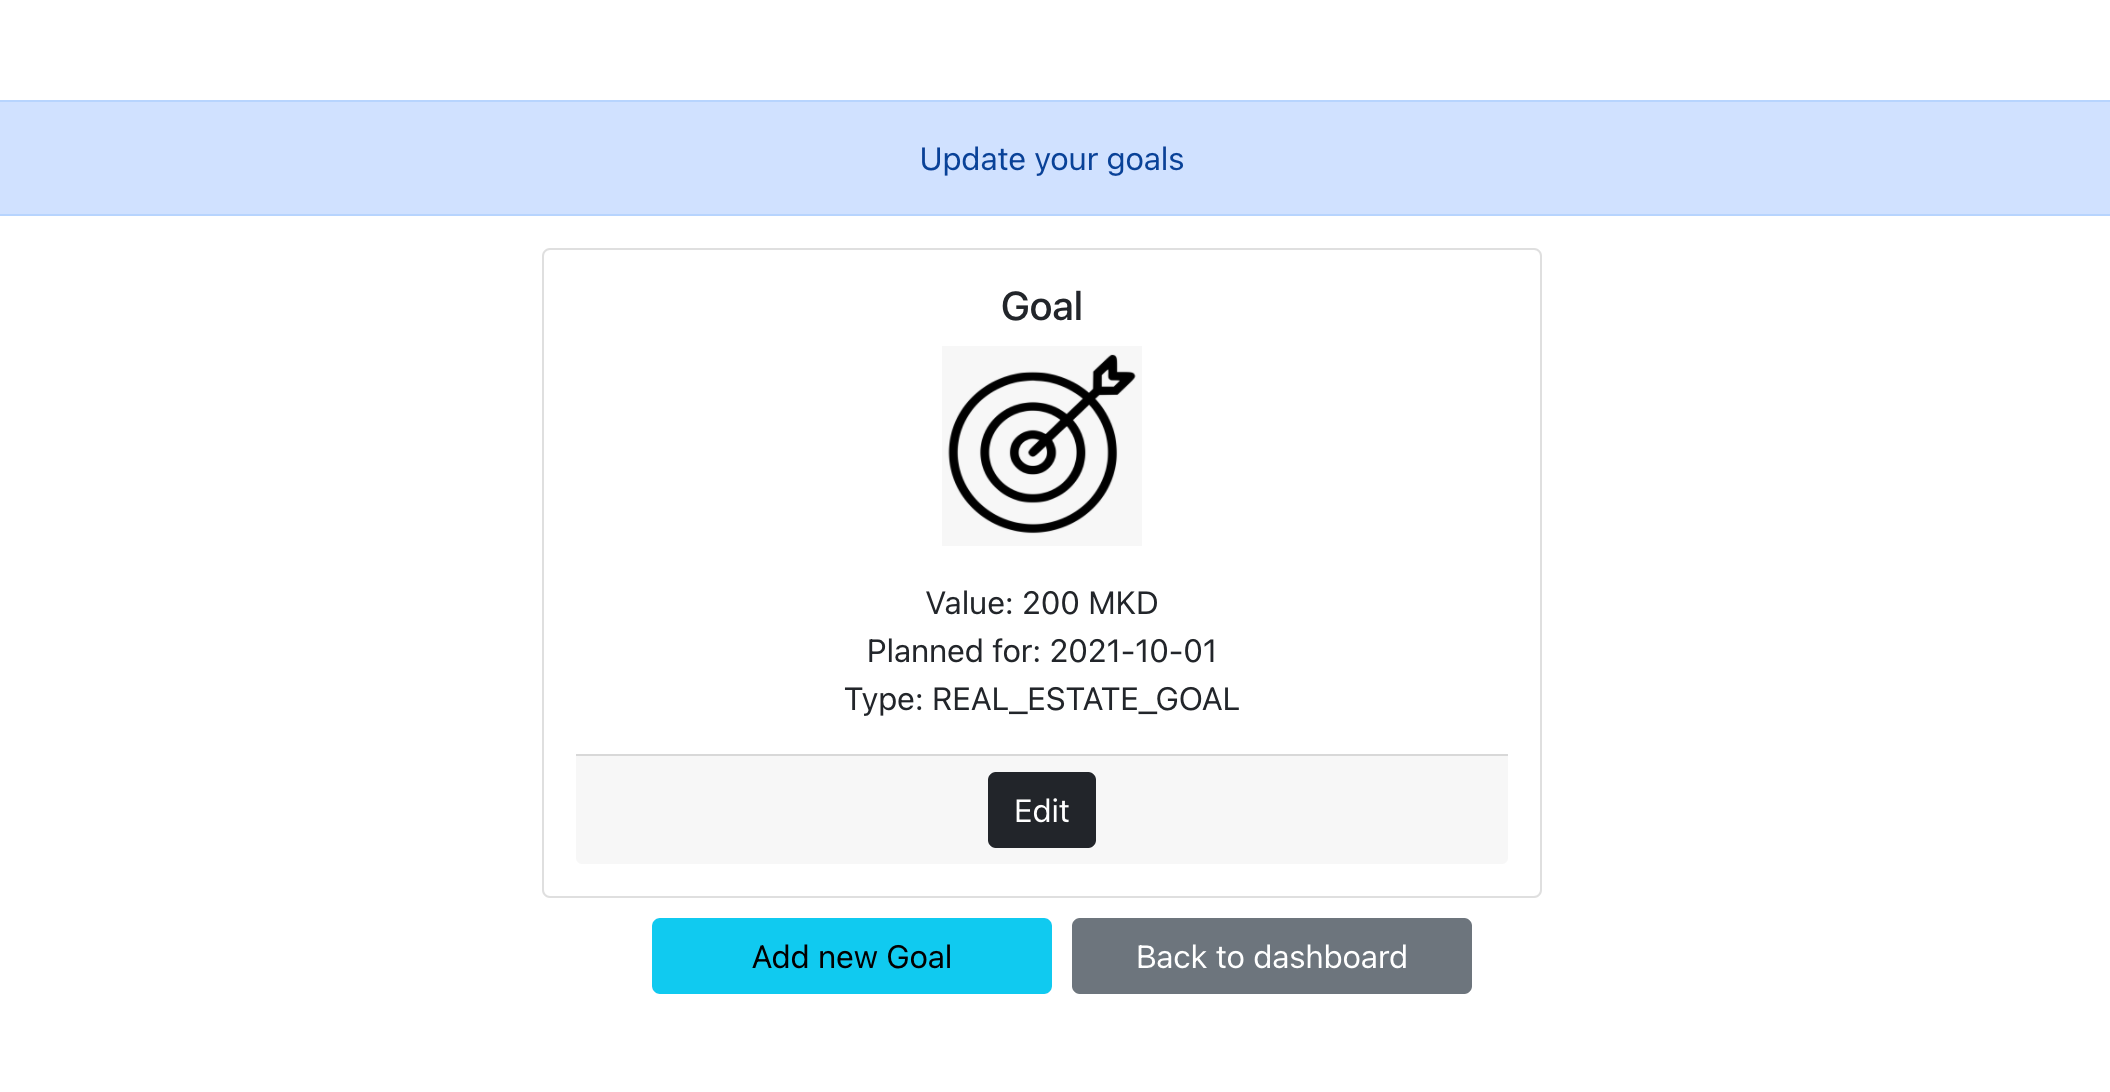 Update your goals
Goal
Value: 200 MKD
Planned for: 2021-10-01
Type: REAL_ESTATE_GOAL
Edit
Add new Goal
Back to dashboard